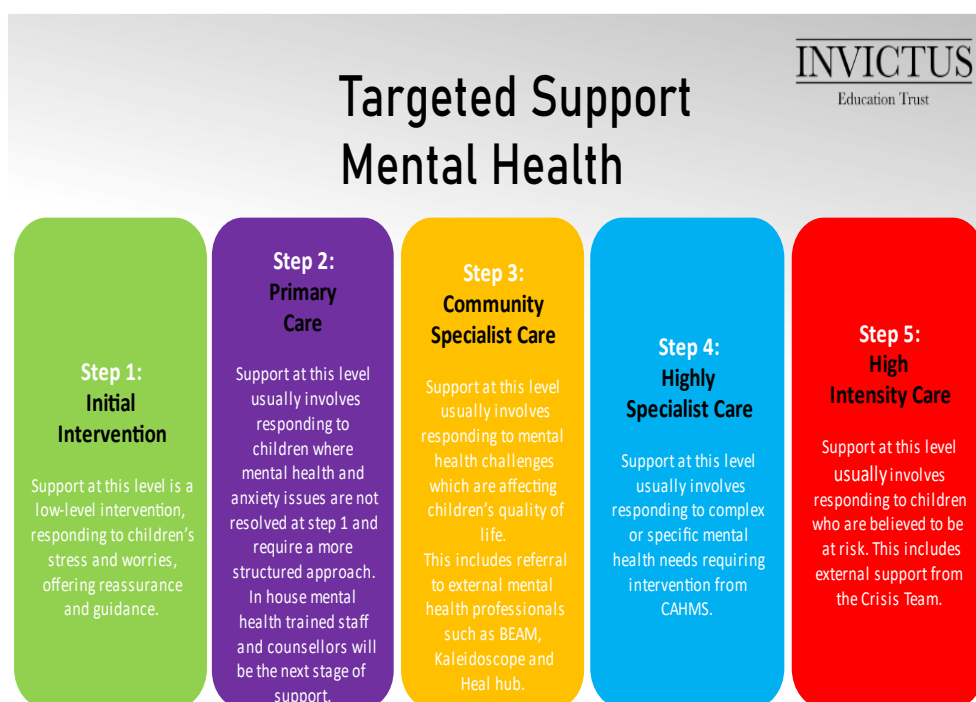 INVICTUS
Education Trust
Targeted Support
Mental Health
Step 1:
Initial
Intervention
Support at this level is a
low-level intervention,
responding to children's
stress and worries,
offering reassurance
and guidance.
Step 2:
Primary
Care
Support at this level
usually involves
responding to
children where
mental health and
anxiety issues are not
resolved at step 1 and
require a more
structured approach.
In house mental
health trained staff
and counsellors will
be the next stage of
support.
Step 3:
Community
Specialist Care
Support at this level
usually involves
responding to mental
health challenges
which are affecting
children's quality of
life.
This includes referral
to external mental
health professionals
such as BEAM,
Kaleidoscope and
Heal hub.
Step 4:
Highly
Specialist Care
Support at this level
usually involves
responding to complex
or specific mental
health needs requiring
intervention from
CAHMS.
Step 5:
High
Intensity Care
Support at this level
usually involves
responding to children
who are believed to be
at risk. This includes
external support from
the Crisis Team.